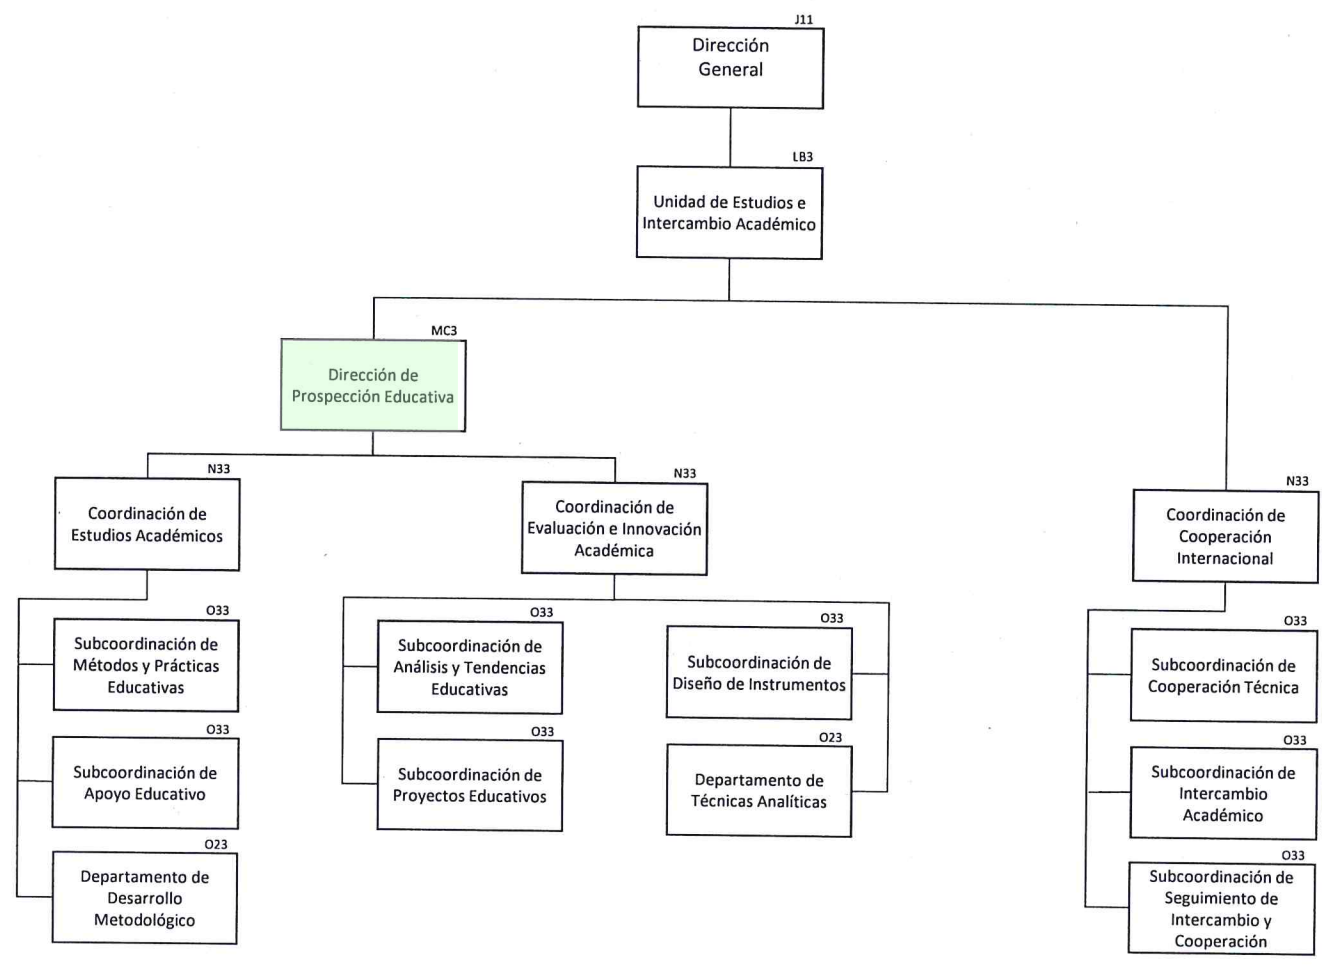 J11
Dirección
General
LB3
Unidad de Estudios e
Intercambio Académico
MC3
Dirección de
Prospección Educativa
N33
Coordinación de
Estudios Académicos
N33
Coordinación de
Evaluación e Innovación
Académica
N33
Coordinación de
Cooperación
Internacional
O33
Subcoordinación de
Métodos y Prácticas
Educativas
O33
Subcoordinación de
Apoyo Educativo
O23
Departamento de
Desarrollo
Metodológico
O33
Subcoordinación de
Análisis y Tendencias
Educativas
O33
Subcoordinación de
Proyectos Educativos
O33
Subcoordinación de
Diseño de Instrumentos
O23
Departamento de
Técnicas Analíticas
O33
Subcoordinación de
Cooperación Técnica
O33
Subcoordinación de
Intercambio
Académico
O33
Subcoordinación de
Seguimiento de
Intercambio y
Cooperación